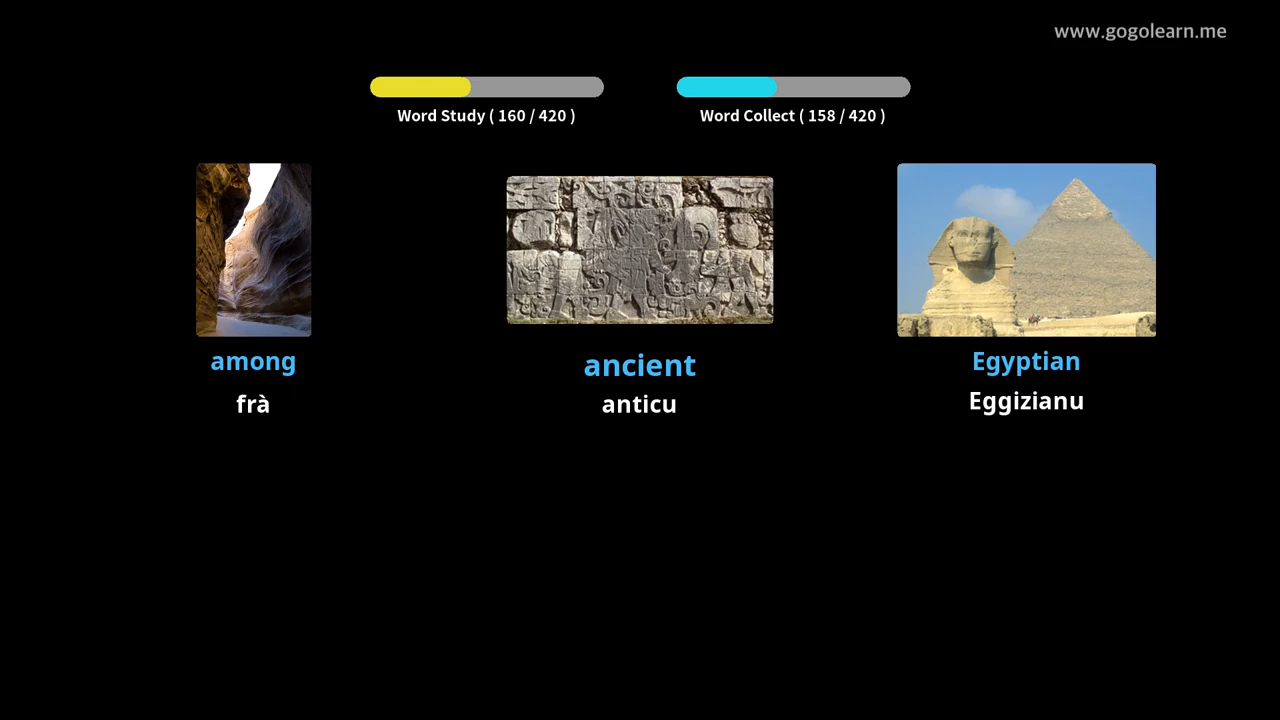 www.gogolearn.me
Word Study ( 160 / 420 )
Word Collect ( 158 / 420 )
among
frà
ancient
anticu
Egyptian
Eggizianu